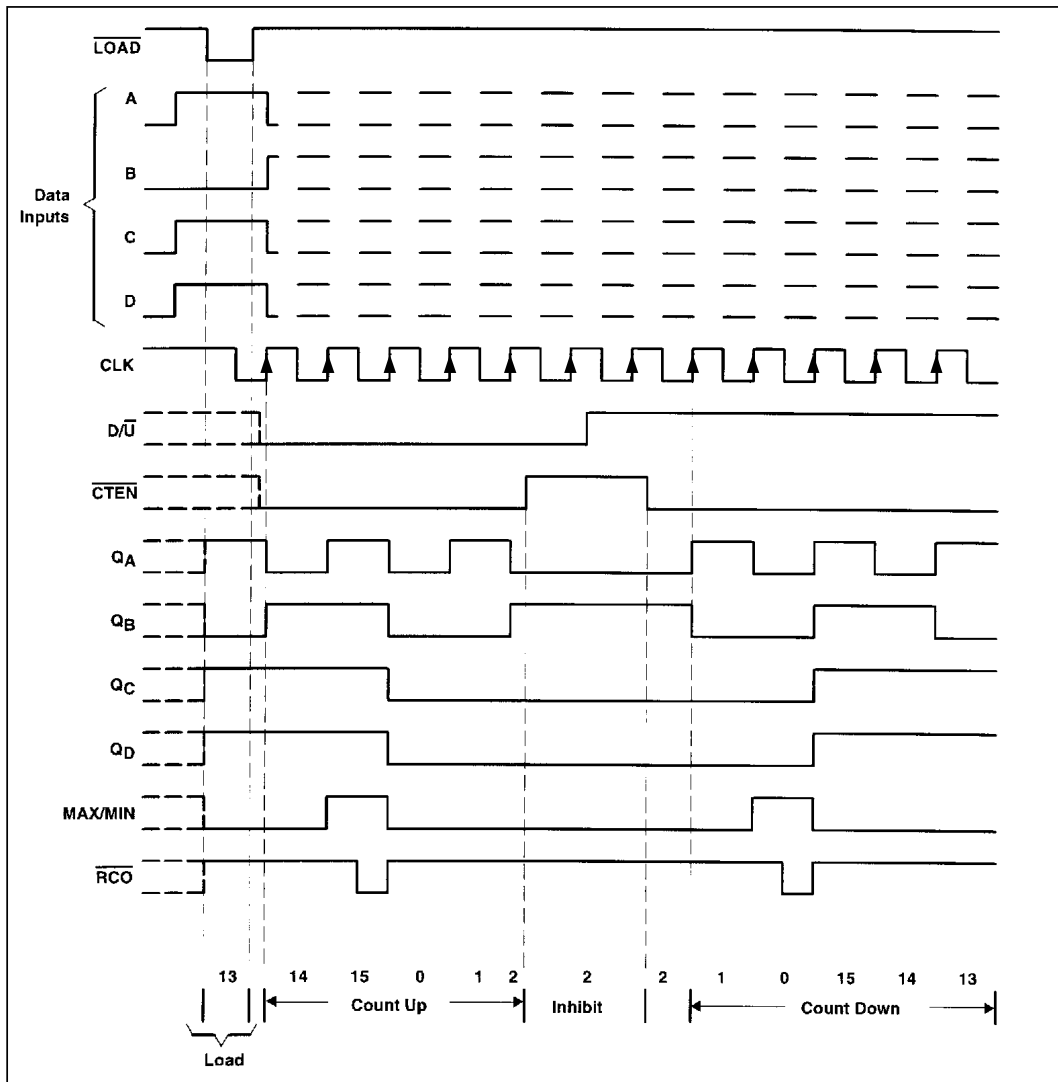 LOAD
A
B
Data
Inputs
C
D
CLK
D/U̅
CTEN
QA
QB
QC
QD
MAX/MIN
RCO
13 14 15 0 1 2 2 2 1 0 15 14 13
Count Up Inhibit Count Down
Load